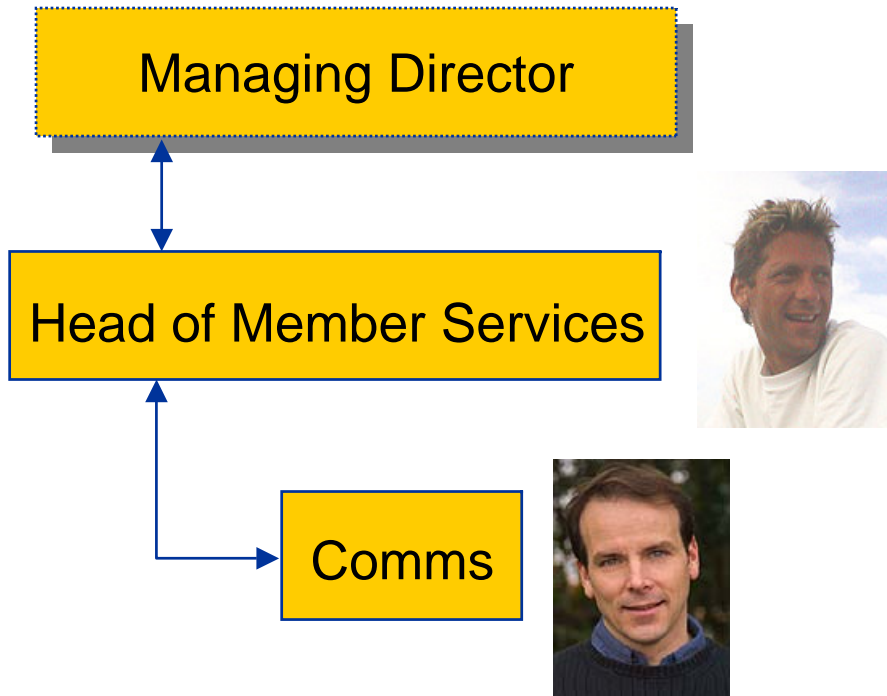 Managing Director
Head of Member Services
Comms